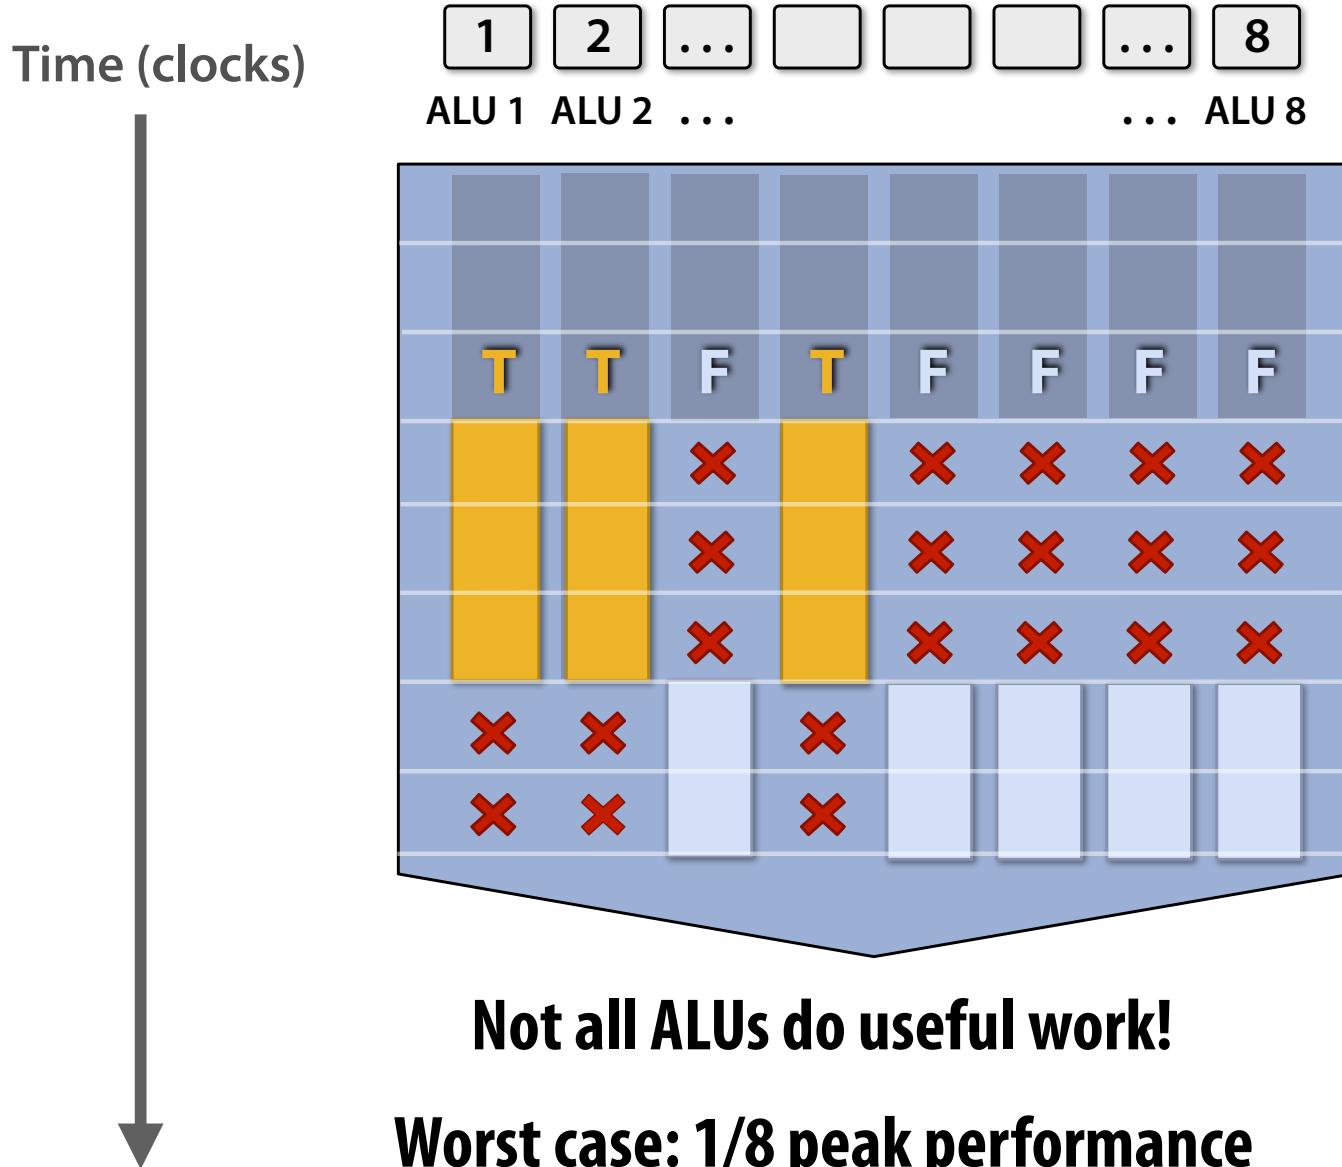 1 2 ... ... 8
Time (clocks)
ALU 1 ALU 2 ... ... ALU 8
T T F T F F F F
Not all ALUs do useful work!
Worst case: 1/8 peak performance